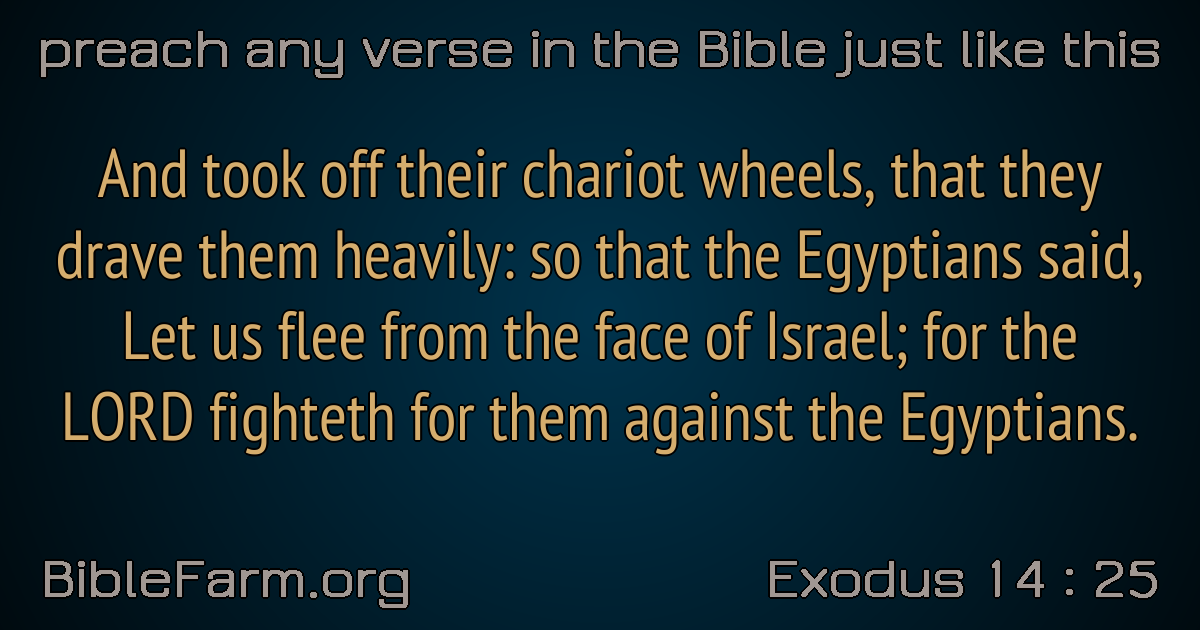 preach any verse in the Bible just like this
And took off their chariot wheels, that they
drave them heavily: so that the Egyptians said,
Let us flee from the face of Israel; for the
LORD fighteth for them against the Egyptians.
BibleFarm.org
Exodus 14 : 25